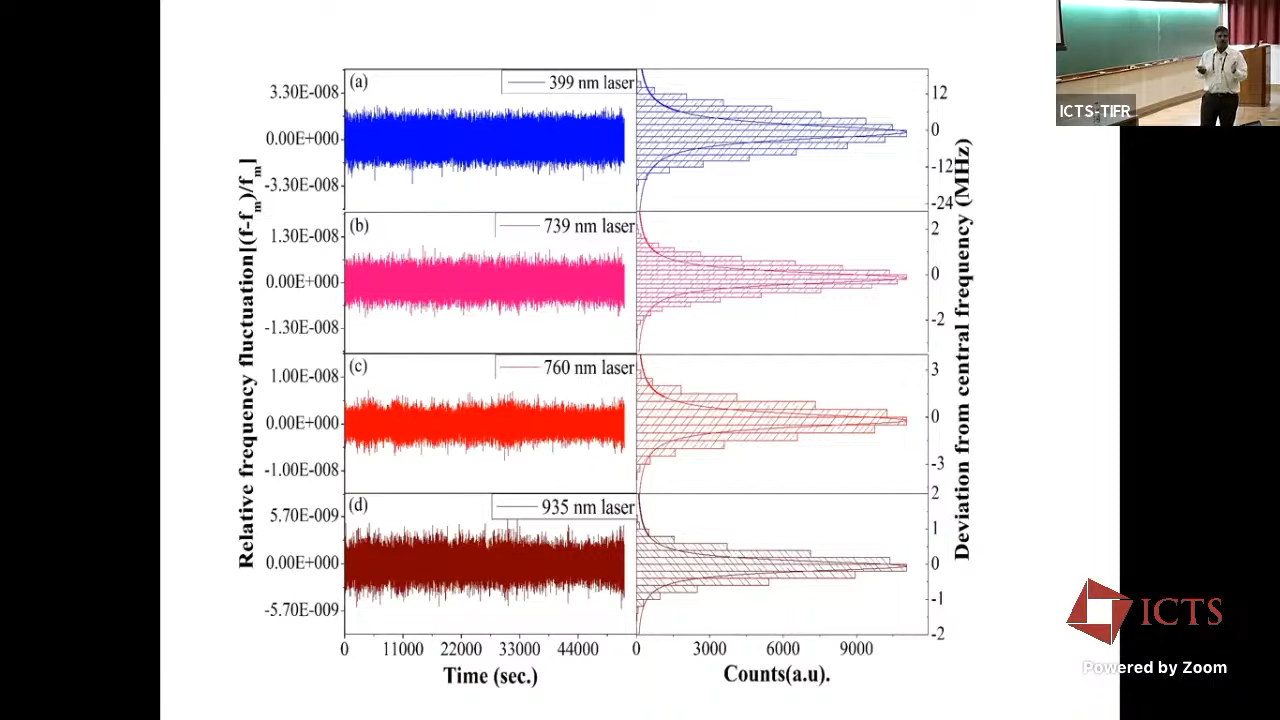 (a)
399 nm laser
3.30E-008
0.00E+000
-3.30E-008
12
0
-12
-24
(b)
739 nm laser
1.30E-008
0.00E+000
-1.30E-008
2
0
-2
(c)
760 nm laser
1.00E-008
0.00E+000
-1.00E-008
3
0
-3
(d)
935 nm laser
5.70E-009
0.00E+000
-5.70E-009
2
1
0
-1
-2
0 11000 22000 33000 44000
0 3000 6000 9000
Time (sec.)
Counts(a.u).
Relative frequency fluctuation[(f-fm)/fm]
Deviation from central frequency (MHz)
ICTS-TIFR
ICTS
Powered by Zoom